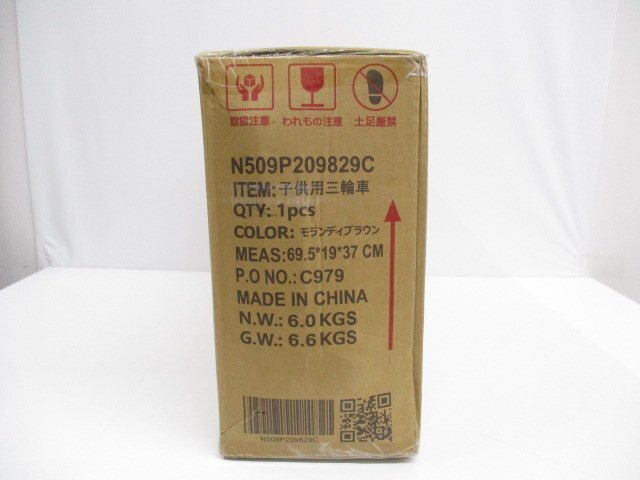 取扱注意・われもの注意 土足厳禁
N509P209829C
ITEM: 子供用三輪車
QTY: 1pcs
COLOR: モランディブラウン
MEAS:69.5*19*37 CM
P.O NO.: C979
MADE IN CHINA
N.W.: 6.0 KGS
G.W.: 6.6 KGS
N509P209829C